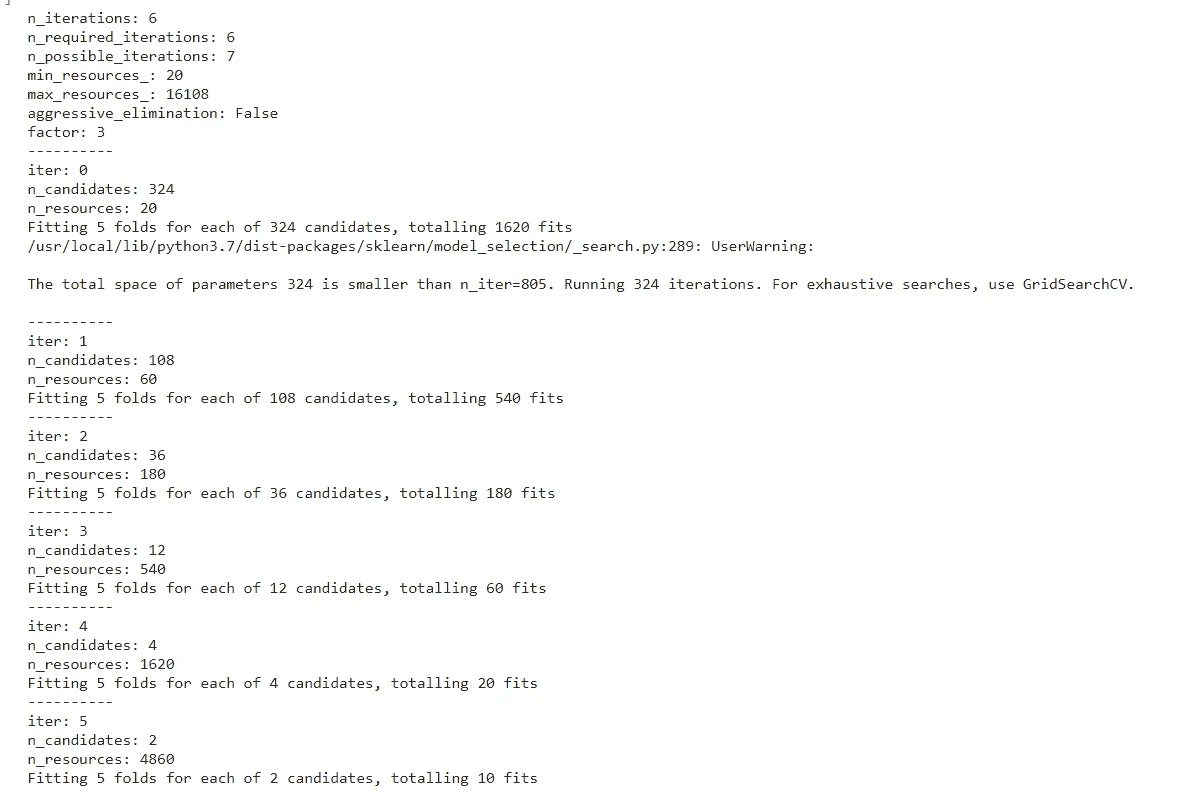 n_iterations: 6
n_required_iterations: 6
n_possible_iterations: 7
min_resources_: 20
max_resources_: 16108
aggressive_elimination: False
factor: 3
----------
iter: 0
n_candidates: 324
n_resources: 20
Fitting 5 folds for each of 324 candidates, totalling 1620 fits
/usr/local/lib/python3.7/dist-packages/sklearn/model_selection/_search.py:289: UserWarning:
The total space of parameters 324 is smaller than n_iter=805. Running 324 iterations. For exhaustive searches, use GridSearchCV.
----------
iter: 1
n_candidates: 108
n_resources: 60
Fitting 5 folds for each of 108 candidates, totalling 540 fits
----------
iter: 2
n_candidates: 36
n_resources: 180
Fitting 5 folds for each of 36 candidates, totalling 180 fits
----------
iter: 3
n_candidates: 12
n_resources: 540
Fitting 5 folds for each of 12 candidates, totalling 60 fits
----------
iter: 4
n_candidates: 4
n_resources: 1620
Fitting 5 folds for each of 4 candidates, totalling 20 fits
----------
iter: 5
n_candidates: 2
n_resources: 4860
Fitting 5 folds for each of 2 candidates, totalling 10 fits